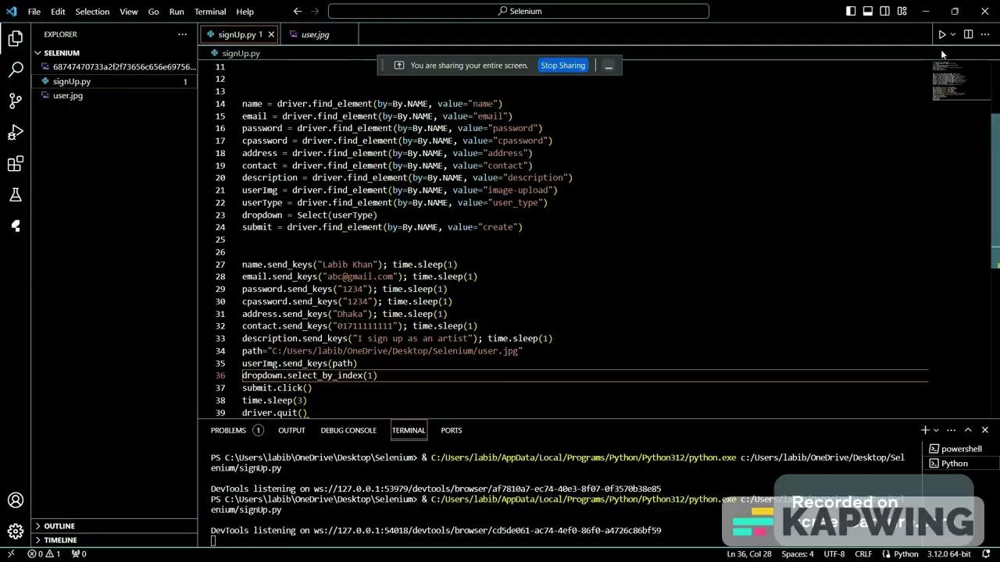 File Edit Selection View Go Run Terminal Help
Selenium
EXPLORER
signUp.py 1
user.jpg
SELENIUM
68747470733a2f2f73656c656e69756...
signUp.py 1
user.jpg
signUp.py
You are sharing your entire screen. Stop Sharing
11
12
13
14 name = driver.find_element(by=By.NAME, value="name")
15 email = driver.find_element(by=By.NAME, value="email")
16 password = driver.find_element(by=By.NAME, value="password")
17 cpassword = driver.find_element(by=By.NAME, value="cpassword")
18 address = driver.find_element(by=By.NAME, value="address")
19 contact = driver.find_element(by=By.NAME, value="contact")
20 description = driver.find_element(by=By.NAME, value="description")
21 userImg = driver.find_element(by=By.NAME, value="image-upload")
22 userType = driver.find_element(by=By.NAME, value="user_type")
23 dropdown = Select(userType)
24 submit = driver.find_element(by=By.NAME, value="create")
25
26
27 name.send_keys("Labib Khan"); time.sleep(1)
28 email.send_keys("abc@gmail.com"); time.sleep(1)
29 password.send_keys("1234"); time.sleep(1)
30 cpassword.send_keys("1234"); time.sleep(1)
31 address.send_keys("Dhaka"); time.sleep(1)
32 contact.send_keys("01711111111"); time.sleep(1)
33 description.send_keys("I sign up as an artist"); time.sleep(1)
34 path="C:/Users/labib/OneDrive/Desktop/Selenium/user.jpg"
35 userImg.send_keys(path)
36 dropdown.select_by_index(1)
37 submit.click()
38 time.sleep(3)
39 driver.quit()
PROBLEMS 1 OUTPUT DEBUG CONSOLE TERMINAL PORTS
PS C:\Users\labib\OneDrive\Desktop\Selenium> & C:/Users/labib/AppData/Local/Programs/Python/Python312/python.exe c:/Users/labib/OneDrive/Desktop/Sel
enium/signUp.py
DevTools listening on ws://127.0.0.1:53979/devtools/browser/af7810a7-ec74-40e3-8f07-0f3570b38e85
PS C:\Users\labib\OneDrive\Desktop\Selenium> & C:/Users/labib/AppData/Local/Programs/Python/Python312/python.exe c:/Users/labib/OneDrive/Desktop/Sel
enium/signUp.py
DevTools listening on ws://127.0.0.1:54018/devtools/browser/cd5de061-ac74-4ef0-86f0-a4726c86bf59
powershell
Python
Recorded on
KAPWING
OUTLINE
TIMELINE
0 1 0
Ln 36, Col 28 Spaces: 4 UTF-8 CRLF Python 3.12.0 64-bit